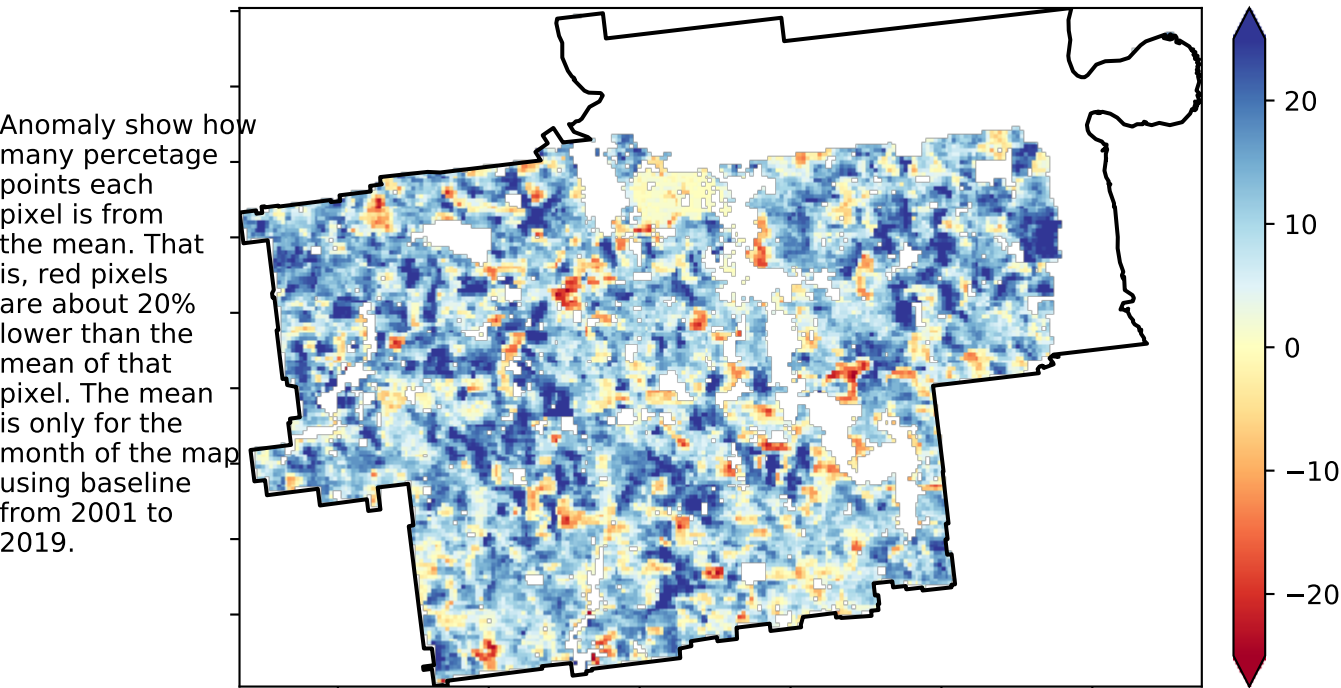 Anomaly show how
many percetage
points each
pixel is from
the mean. That
is, red pixels
are about 20%
lower than the
mean of that
pixel. The mean
is only for the
month of the map
using baseline
from 2001 to
2019.
20
10
0
−10
−20